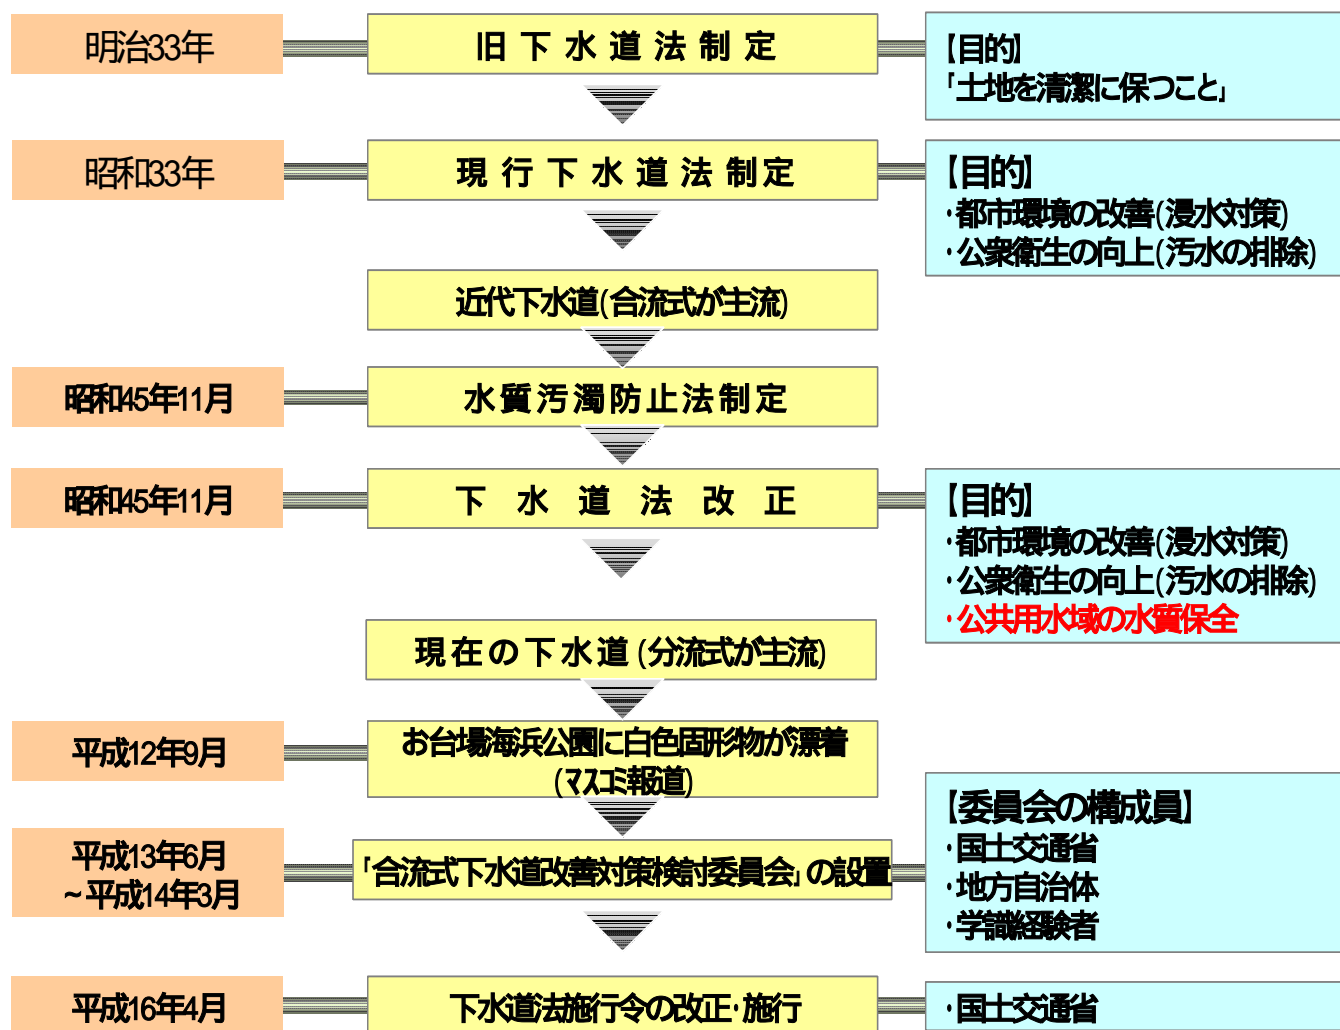 明治33年
旧下水道法制定
【目的】
「土地を清潔に保つこと」
昭和33年
現行下水道法制定
【目的】
・都市環境の改善(浸水対策)
・公衆衛生の向上(汚水の排除)
近代下水道(合流式が主流)
昭和45年11月
水質汚濁防止法制定
昭和45年11月
下水道法改正
【目的】
・都市環境の改善(浸水対策)
・公衆衛生の向上(汚水の排除)
・公共用水域の水質保全
現在の下水道(分流式が主流)
平成12年9月
お台場海浜公園に白色固形物が漂着
(マスコミ報道)
平成13年6月
~平成14年3月
「合流式下水道改善対策検討委員会」の設置
【委員会の構成員】
・国土交通省
・地方自治体
・学識経験者
平成16年4月
下水道法施行令の改正・施行
・国土交通省